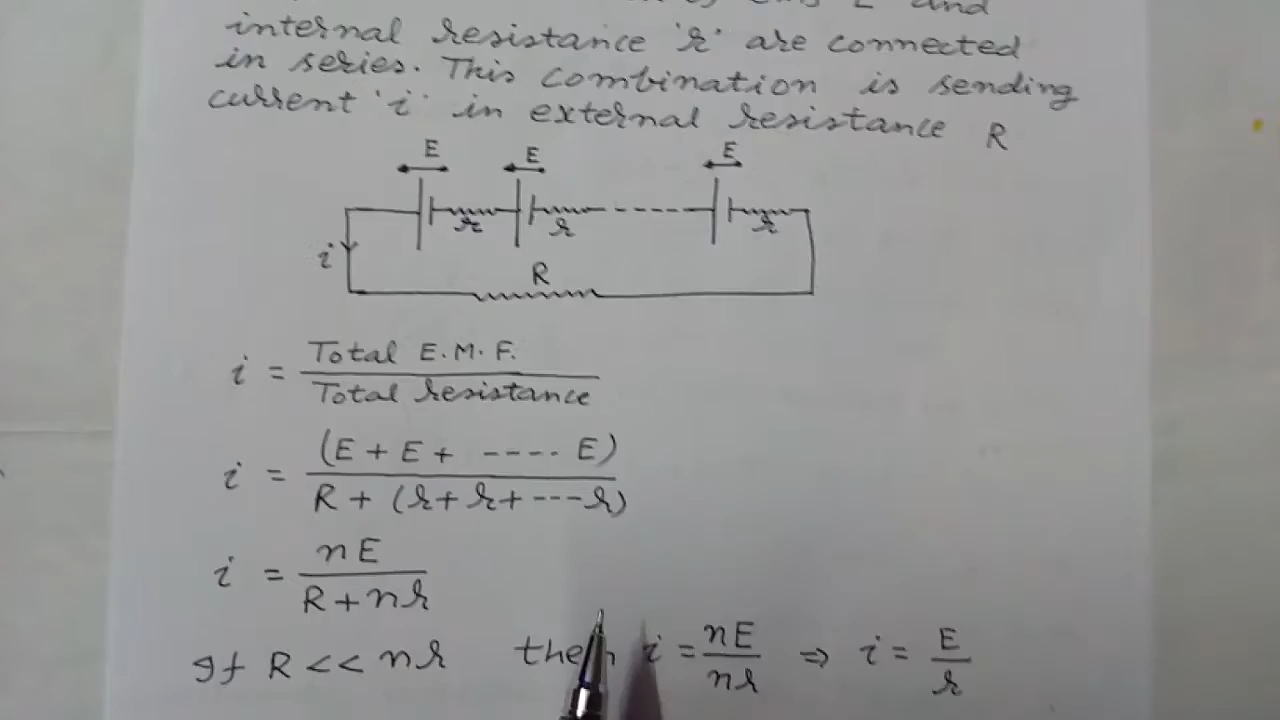 E and
internal resistance 'r' are connected
in series. This combination is sending
current 'i' in external resistance R
E E E
r r r
i
R
i = Total E.M.F. / Total resistance
i = (E + E + ----- E) / R + (r + r + --- r)
i = nE / R + nr
If R << nr then i = nE / nr ⇒ i = E / r